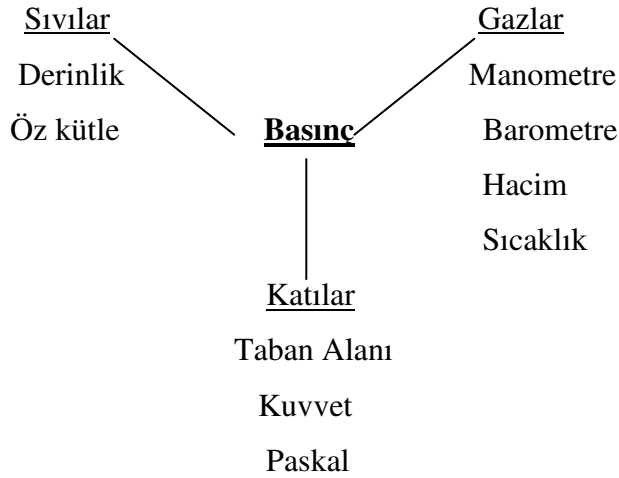 Sıvılar
Derinlik
Öz kütle
Basınç
Gazlar
Manometre
Barometre
Hacim
Sıcaklık
Katılar
Taban Alanı
Kuvvet
Paskal